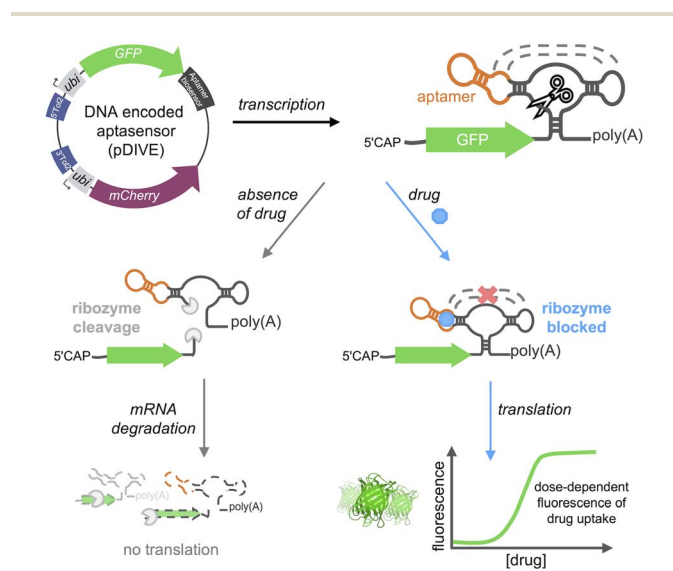 GFP
ubi
Aptamer
biosensor
5'Tol2
DNA encoded
aptasensor
(pDIVE)
3'Tol2
ubi
mCherry
transcription
aptamer
5'CAP
GFP
poly(A)
absence
of drug
drug
ribozyme
cleavage
poly(A)
5'CAP
ribozyme
blocked
5'CAP
poly(A)
mRNA
degradation
translation
poly(A)
poly(A)
no translation
fluorescence
dose-dependent
fluorescence of
drug uptake
[drug]